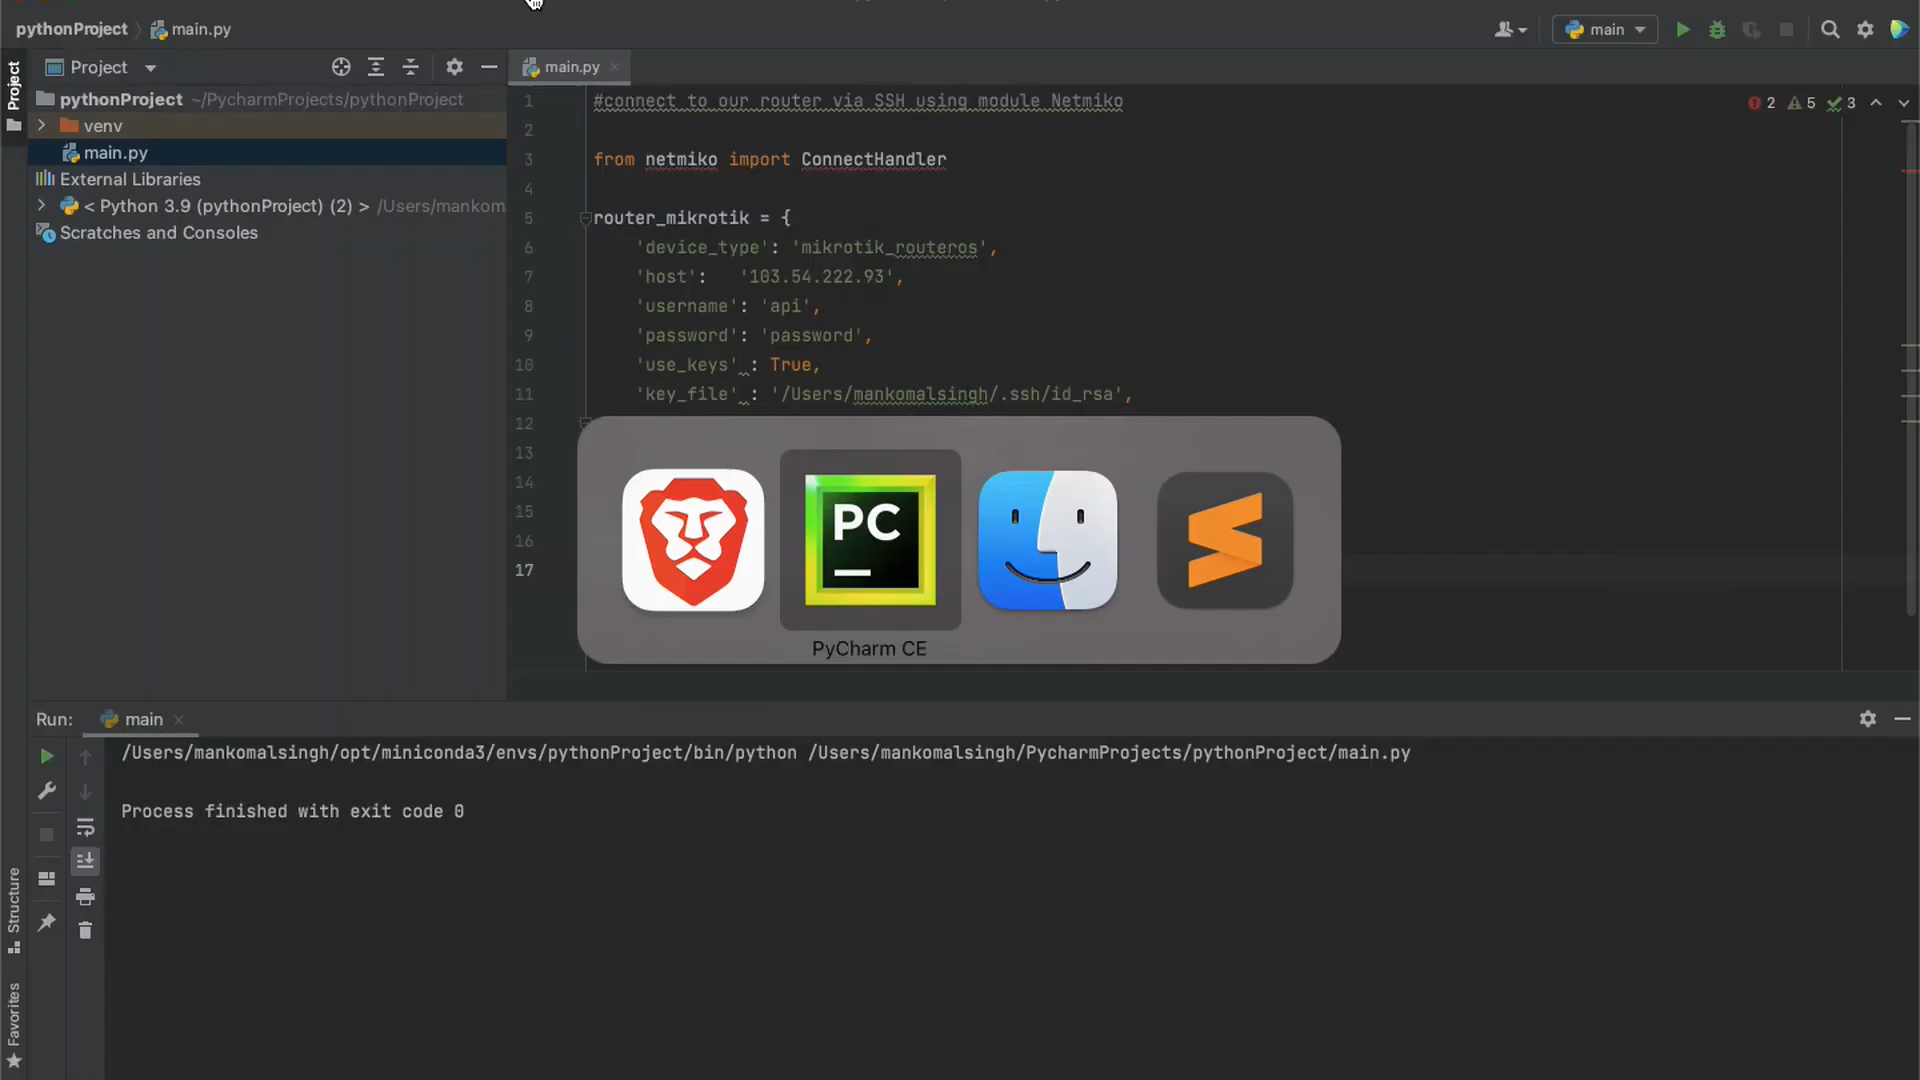 pythonProject main.py
main
Project
Project
main.py
pythonProject ~/PycharmProjects/pythonProject
venv
main.py
External Libraries
< Python 3.9 (pythonProject) (2) > /Users/mankom
Scratches and Consoles
2 5 3
1 #connect to our router via SSH using module Netmiko
2
3 from netmiko import ConnectHandler
4
5 router_mikrotik = {
6 'device_type': 'mikrotik_routeros',
7 'host': '103.54.222.93',
8 'username': 'api',
9 'password': 'password',
10 'use_keys' : True,
11 'key_file' : '/Users/mankomalsingh/.ssh/id_rsa',
12
13
14
15
16
17
PC
PyCharm CE
Run: main
/Users/mankomalsingh/opt/miniconda3/envs/pythonProject/bin/python /Users/mankomalsingh/PycharmProjects/pythonProject/main.py
Process finished with exit code 0
Structure
Favorites